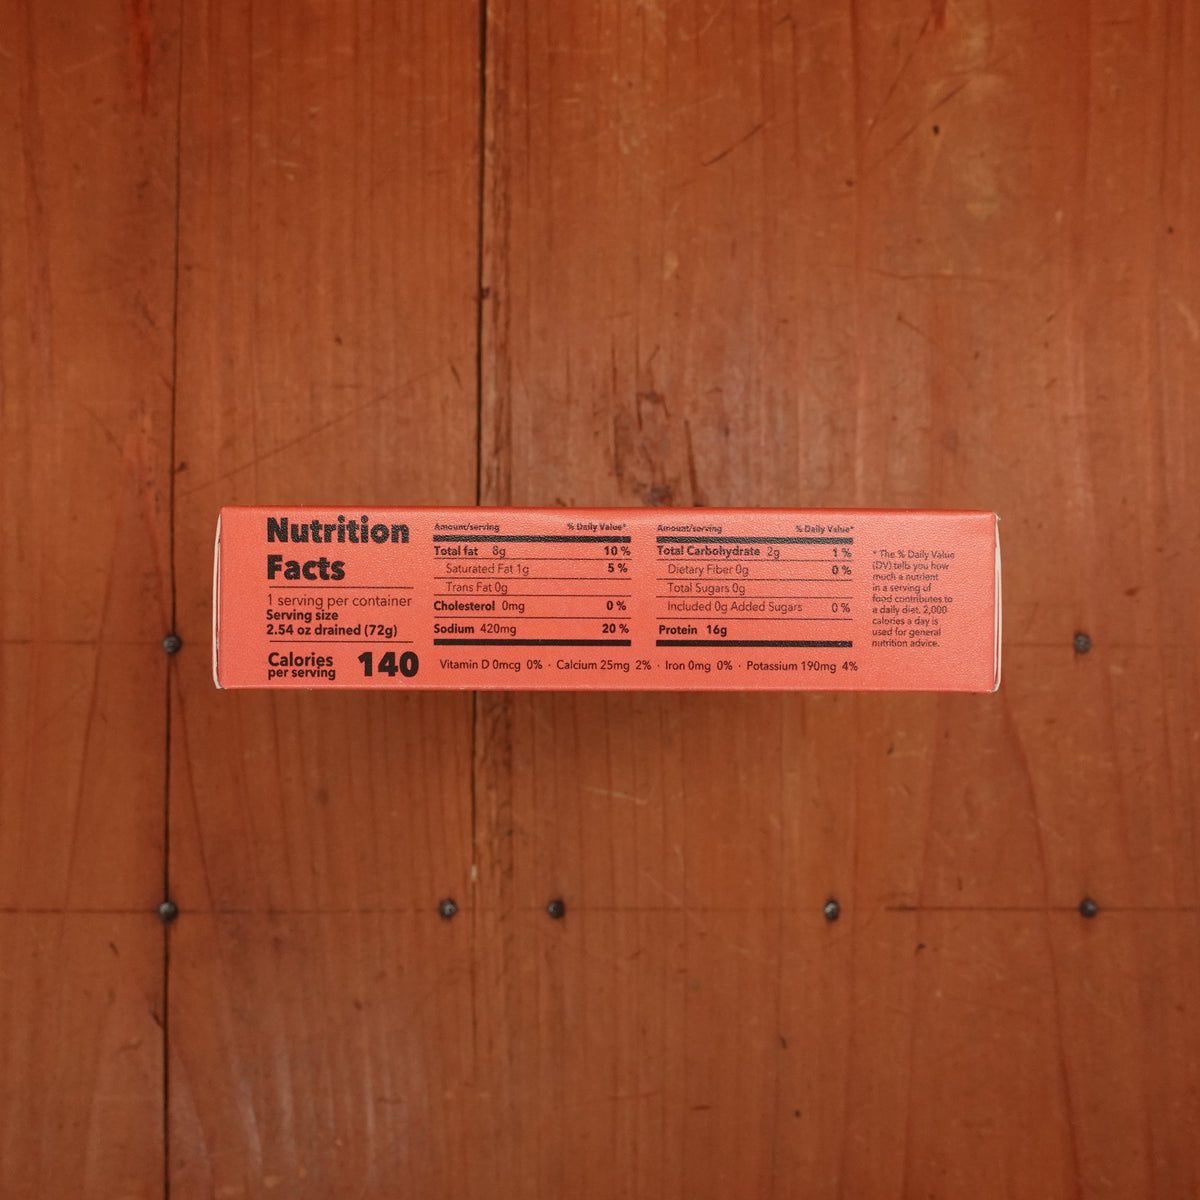 Nutrition
Facts
1 serving per container
Serving size
2.54 oz drained (72g)
Calories
per serving
140
Amount/serving % Daily Value*
Total fat 8g 10 %
Saturated Fat 1g 5 %
Trans Fat 0g
Cholesterol 0mg 0 %
Sodium 420mg 20 %
Amount/serving % Daily Value*
Total Carbohydrate 2g 1 %
Dietary Fiber 0g 0 %
Total Sugars 0g
Included 0g Added Sugars 0 %
Protein 16g
Vitamin D 0mcg 0% · Calcium 25mg 2% · Iron 0mg 0% · Potassium 190mg 4%
* The % Daily Value
(DV) tells you how
much a nutrient
in a serving of
food contributes to
a daily diet. 2,000
calories a day is
used for general
nutrition advice.